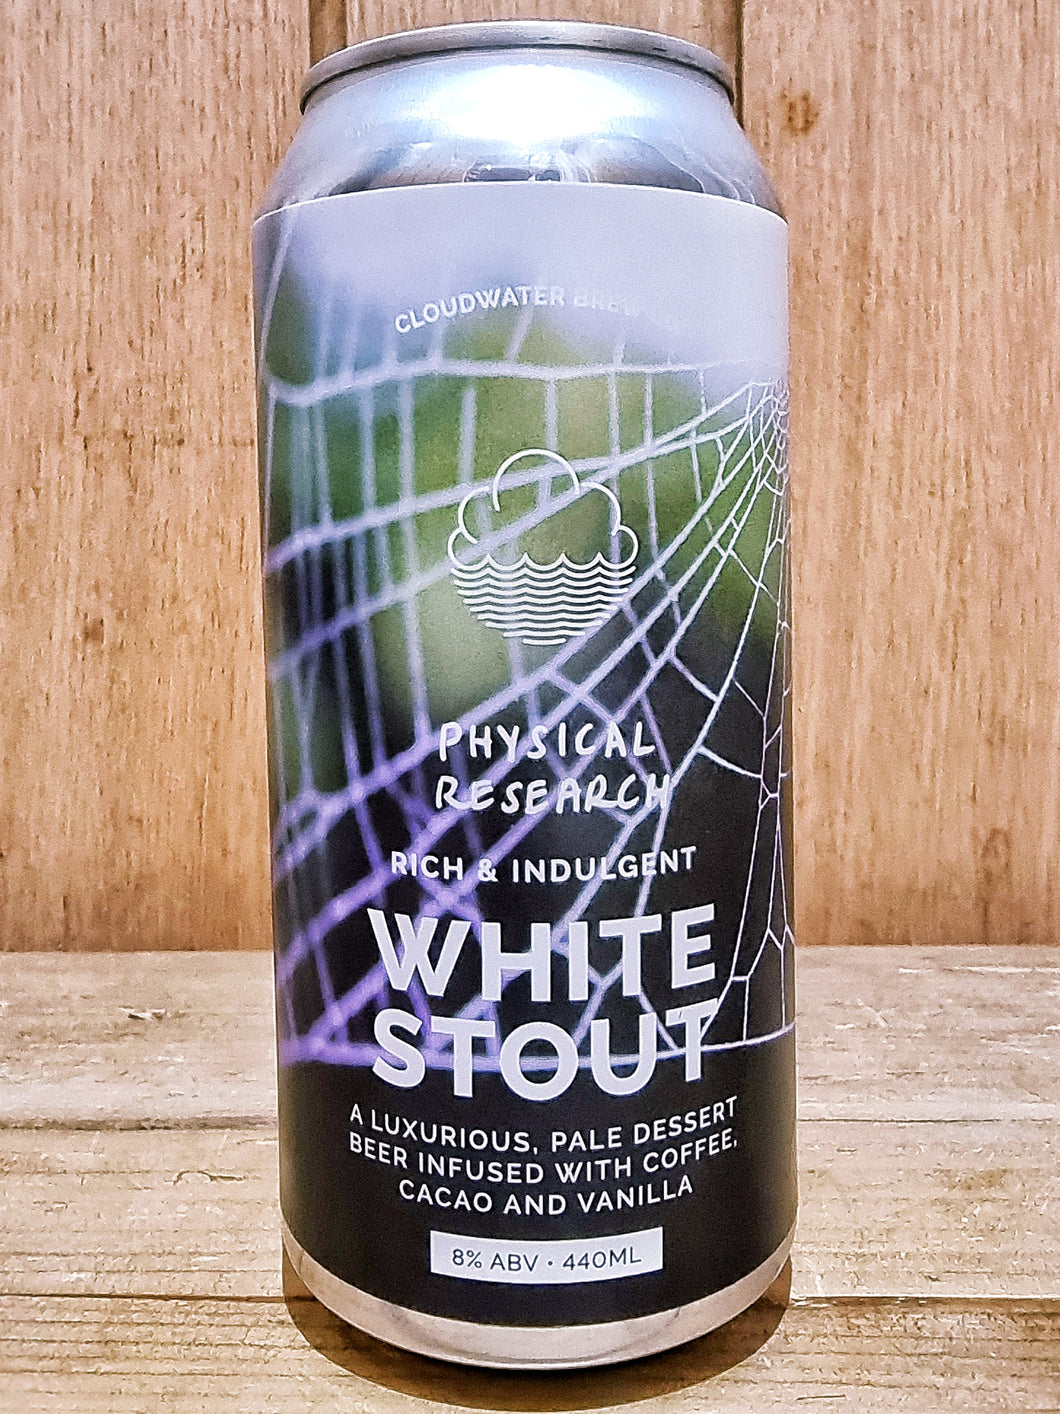 CLOUDWATER BREW
PHYSICAL
RESEARCH
RICH & INDULGENT
WHITE
STOUT
A LUXURIOUS, PALE DESSERT
BEER INFUSED WITH COFFEE,
CACAO AND VANILLA
8% ABV • 440ML